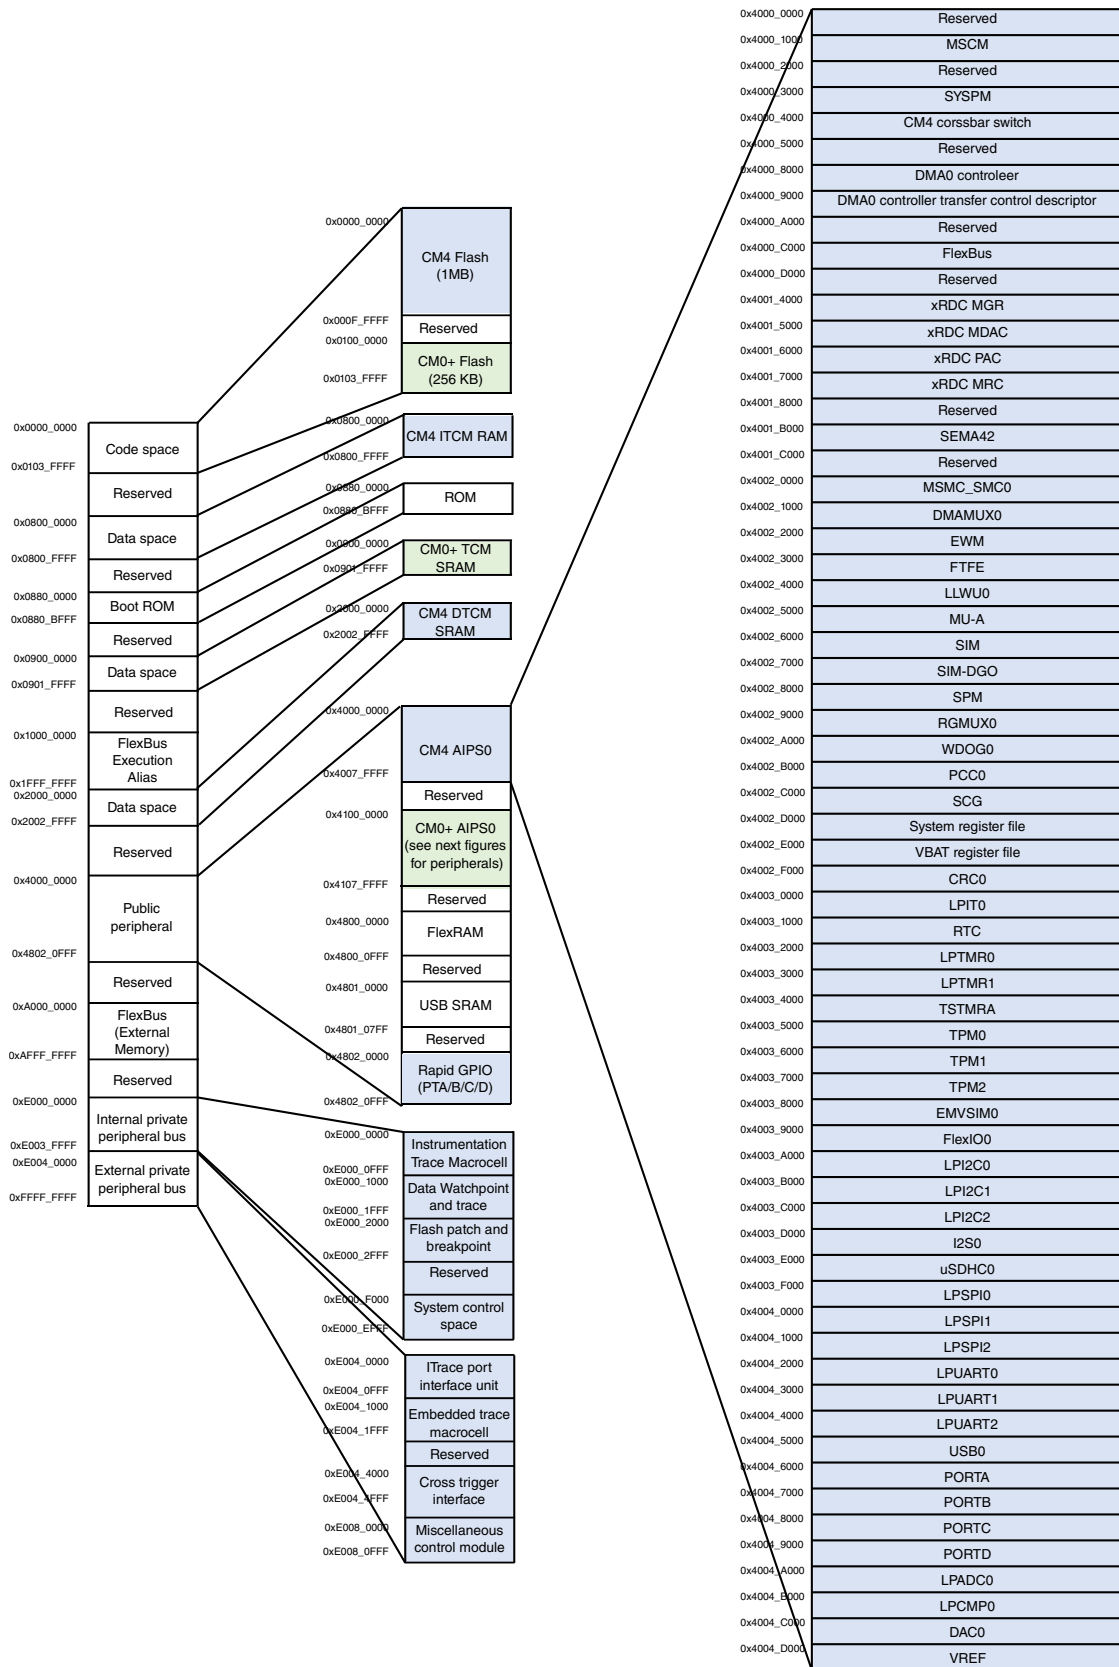 0x0000_0000
Code space
0x0103_FFFF
Reserved
0x0800_0000
Data space
0x0800_FFFF
Reserved
0x0880_0000
Boot ROM
0x0880_BFFF
Reserved
0x0900_0000
Data space
0x0901_FFFF
Reserved
0x1000_0000
FlexBus
Execution
Alias
0x1FFF_FFFF
0x2000_0000
Data space
0x2002_FFFF
Reserved
0x4000_0000
Public
peripheral
0x4802_0FFF
Reserved
0xA000_0000
FlexBus
(External
Memory)
0xAFFF_FFFF
Reserved
0xE000_0000
Internal private
peripheral bus
0xE003_FFFF
0xE004_0000
External private
peripheral bus
0xFFFF_FFFF
0x0000_0000
CM4 Flash
(1MB)
0x000F_FFFF
Reserved
0x0100_0000
CM0+ Flash
(256 KB)
0x0103_FFFF
0x0800_0000
CM4 ITCM RAM
0x0800_FFFF
0x0880_0000
ROM
0x0880_BFFF
0x0900_0000
CM0+ TCM
SRAM
0x0901_FFFF
0x2000_0000
CM4 DTCM
SRAM
0x2002_FFFF
0x4000_0000
CM4 AIPS0
0x4007_FFFF
Reserved
0x4100_0000
CM0+ AIPS0
(see next figures
for peripherals)
0x4107_FFFF
Reserved
0x4800_0000
FlexRAM
0x4800_0FFF
Reserved
0x4801_0000
USB SRAM
0x4801_07FF
Reserved
0x4802_0000
Rapid GPIO
(PTA/B/C/D)
0x4802_0FFF
0xE000_0000
Instrumentation
Trace Macrocell
0xE000_0FFF
0xE000_1000
Data Watchpoint
and trace
0xE000_1FFF
0xE000_2000
Flash patch and
breakpoint
0xE000_2FFF
Reserved
0xE000_F000
System control
space
0xE000_EFFF
0xE004_0000
ITrace port
interface unit
0xE004_0FFF
0xE004_1000
Embedded trace
macrocell
0xE004_1FFF
Reserved
0xE004_4000
Cross trigger
interface
0xE004_4FFF
0xE008_0000
Miscellaneous
control module
0xE008_0FFF
0x4000_0000
Reserved
0x4000_1000
MSCM
0x4000_2000
Reserved
0x4000_3000
SYSPM
0x4000_4000
CM4 corssbar switch
0x4000_5000
Reserved
0x4000_8000
DMA0 controleer
0x4000_9000
DMA0 controller transfer control descriptor
0x4000_A000
Reserved
0x4000_C000
FlexBus
0x4000_D000
Reserved
0x4001_4000
xRDC MGR
0x4001_5000
xRDC MDAC
0x4001_6000
xRDC PAC
0x4001_7000
xRDC MRC
0x4001_8000
Reserved
0x4001_B000
SEMA42
0x4001_C000
Reserved
0x4002_0000
MSMC_SMC0
0x4002_1000
DMAMUX0
0x4002_2000
EWM
0x4002_3000
FTFE
0x4002_4000
LLWU0
0x4002_5000
MU-A
0x4002_6000
SIM
0x4002_7000
SIM-DGO
0x4002_8000
SPM
0x4002_9000
RGMUX0
0x4002_A000
WDOG0
0x4002_B000
PCC0
0x4002_C000
SCG
0x4002_D000
System register file
0x4002_E000
VBAT register file
0x4002_F000
CRC0
0x4003_0000
LPIT0
0x4003_1000
RTC
0x4003_2000
LPTMR0
0x4003_3000
LPTMR1
0x4003_4000
TSTMRA
0x4003_5000
TPM0
0x4003_6000
TPM1
0x4003_7000
TPM2
0x4003_8000
EMVSIM0
0x4003_9000
FlexIO0
0x4003_A000
LPI2C0
0x4003_B000
LPI2C1
0x4003_C000
LPI2C2
0x4003_D000
I2S0
0x4003_E000
uSDHC0
0x4003_F000
LPSPI0
0x4004_0000
LPSPI1
0x4004_1000
LPSPI2
0x4004_2000
LPUART0
0x4004_3000
LPUART1
0x4004_4000
LPUART2
0x4004_5000
USB0
0x4004_6000
PORTA
0x4004_7000
PORTB
0x4004_8000
PORTC
0x4004_9000
PORTD
0x4004_A000
LPADC0
0x4004_B000
LPCMP0
0x4004_C000
DAC0
0x4004_D000
VREF